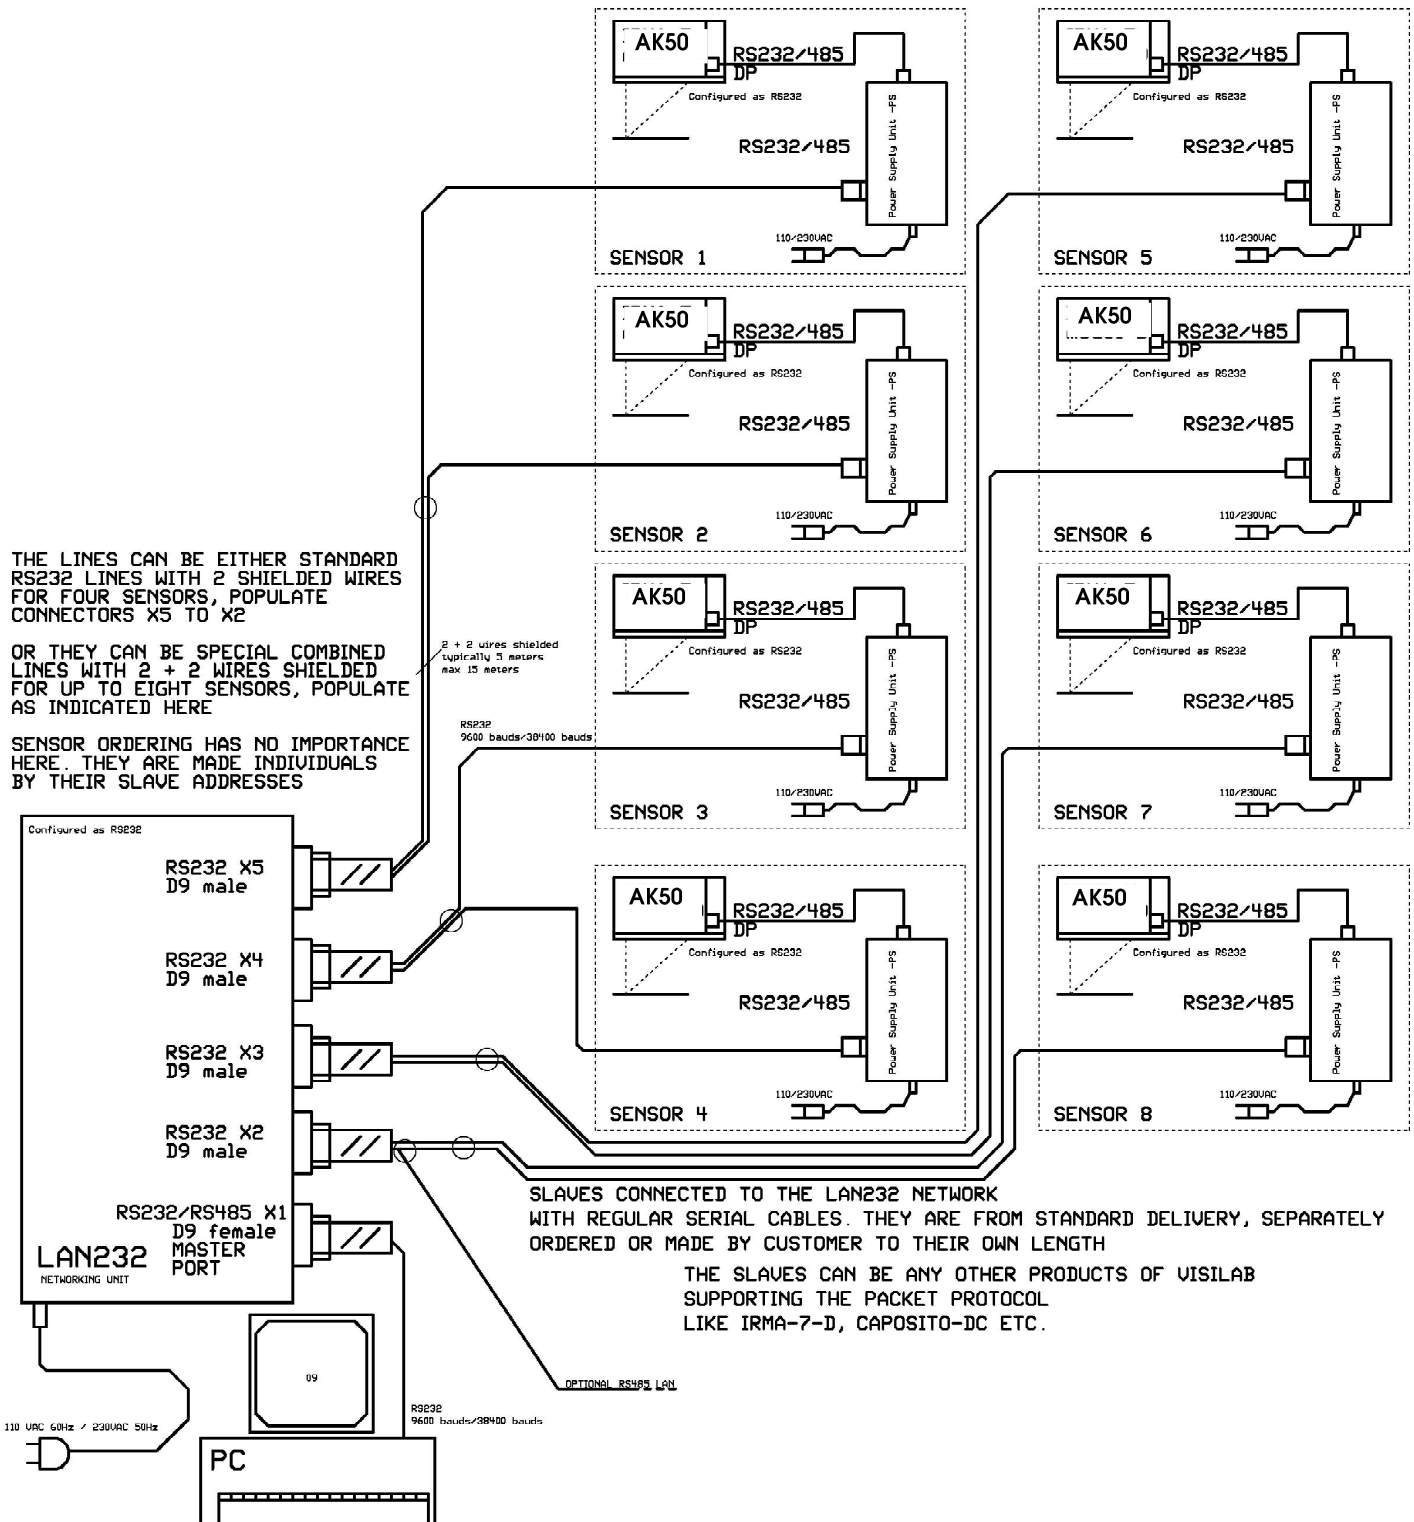 AK50
RS232/485
DP
Configured as RS232
RS232/485
Power Supply Unit -PS
110/230VAC
SENSOR 1
AK50
RS232/485
DP
Configured as RS232
RS232/485
Power Supply Unit -PS
110/230VAC
SENSOR 5
AK50
RS232/485
DP
Configured as RS232
RS232/485
Power Supply Unit -PS
110/230VAC
SENSOR 2
AK50
RS232/485
DP
Configured as RS232
RS232/485
Power Supply Unit -PS
110/230VAC
SENSOR 6
THE LINES CAN BE EITHER STANDARD
RS232 LINES WITH 2 SHIELDED WIRES
FOR FOUR SENSORS, POPULATE
CONNECTORS X5 TO X2
OR THEY CAN BE SPECIAL COMBINED
LINES WITH 2 + 2 WIRES SHIELDED
FOR UP TO EIGHT SENSORS, POPULATE
AS INDICATED HERE
SENSOR ORDERING HAS NO IMPORTANCE
HERE. THEY ARE MADE INDIVIDUALS
BY THEIR SLAVE ADDRESSES
2 + 2 wires shielded
typically 5 meters
max 15 meters
RS232
9600 bauds/38400 bauds
AK50
RS232/485
DP
Configured as RS232
RS232/485
Power Supply Unit -PS
110/230VAC
SENSOR 3
AK50
RS232/485
DP
Configured as RS232
RS232/485
Power Supply Unit -PS
110/230VAC
SENSOR 7
AK50
RS232/485
DP
Configured as RS232
RS232/485
Power Supply Unit -PS
110/230VAC
SENSOR 4
AK50
RS232/485
DP
Configured as RS232
RS232/485
Power Supply Unit -PS
110/230VAC
SENSOR 8
Configured as RS232
RS232 X5
D9 male
RS232 X4
D9 male
RS232 X3
D9 male
RS232 X2
D9 male
RS232/RS485 X1
D9 female
MASTER
PORT
LAN232
NETWORKING UNIT
SLAVES CONNECTED TO THE LAN232 NETWORK
WITH REGULAR SERIAL CABLES. THEY ARE FROM STANDARD DELIVERY, SEPARATELY
ORDERED OR MADE BY CUSTOMER TO THEIR OWN LENGTH
THE SLAVES CAN BE ANY OTHER PRODUCTS OF VISILAB
SUPPORTING THE PACKET PROTOCOL
LIKE IRMA-7-D, CAPOSITO-DC ETC.
09
OPTIONAL RS485 LAN
RS232
9600 bauds/38400 bauds
110 VAC 60Hz / 230VAC 50Hz
PC